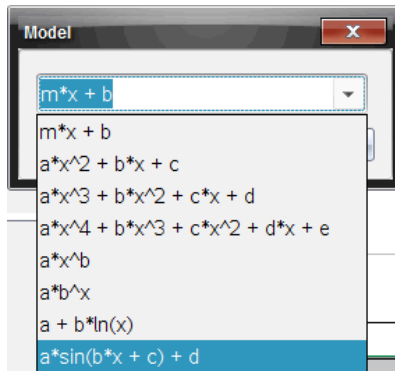 Model
m*x + b
m*x + b
a*x^2 + b*x + c
a*x^3 + b*x^2 + c*x + d
a*x^4 + b*x^3 + c*x^2 + d*x + e
a*x^b
a*b^x
a + b*ln(x)
a*sin(b*x + c) + d